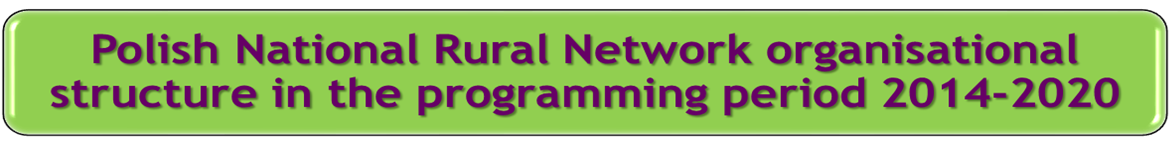 Polish National Rural Network organisational
structure in the programming period 2014-2020